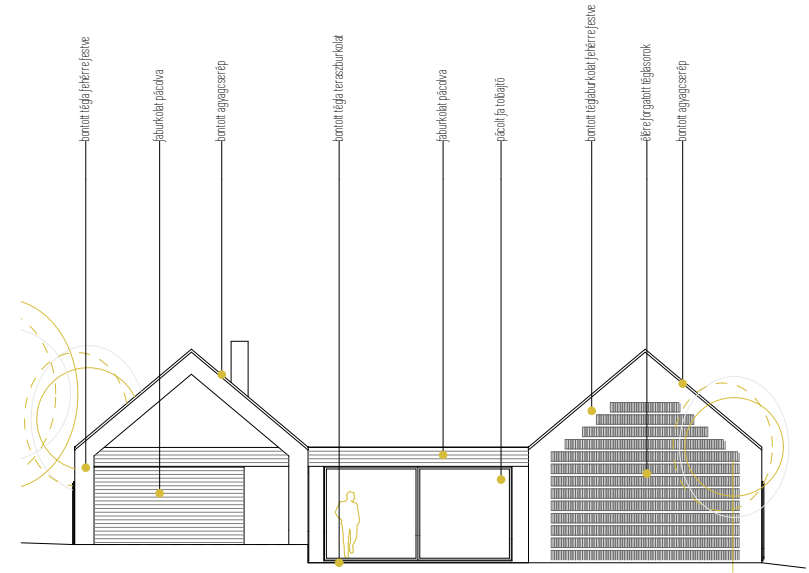 bontott tégla fehérre festve
faburkolat pácolva
bontott agyagcserép
bontott tégla teraszburkolat
faburkolat pácolva
pácolt fa tolóajtó
bontott téglaburkolat fehérre festve
élére forgatott téglasorok
bontott agyagcserép